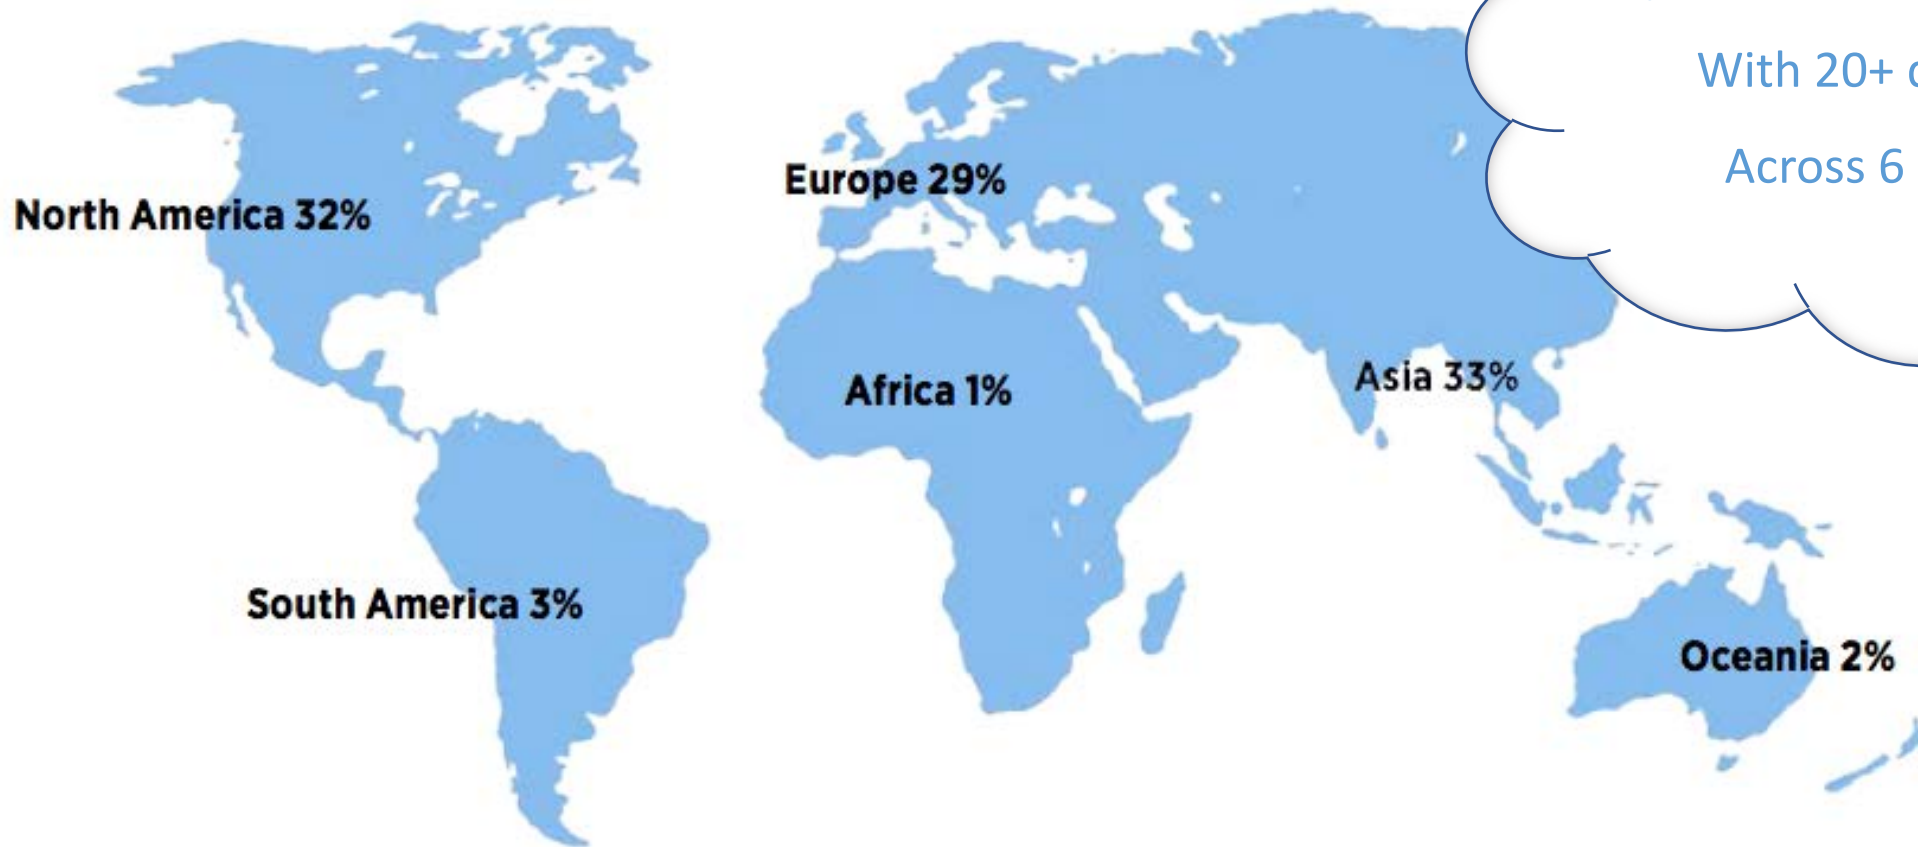 With 20+
Across 6
Europe 29%
North America 32%
Asia 33%
Africa 1%
South America 3%
Oceania 2%